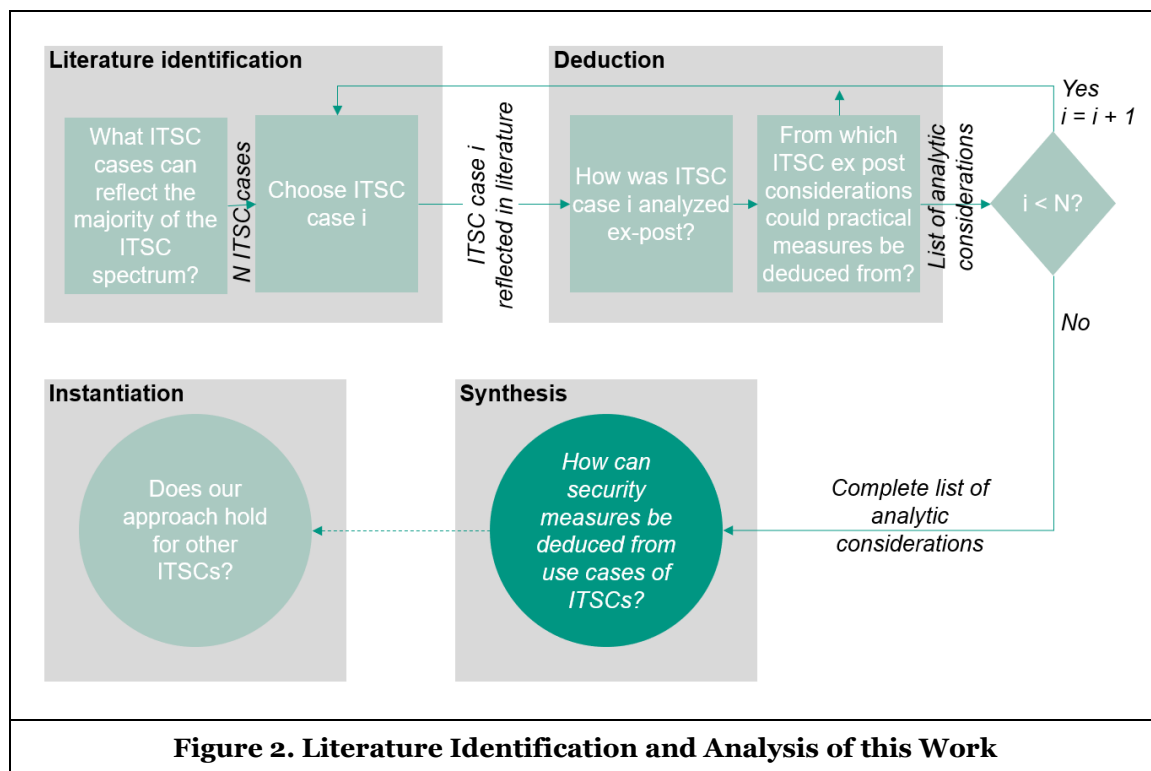 Literature identification
What ITSC
cases can
reflect the
majority of the
ITSC
spectrum?
N ITSC cases
Choose ITSC
case i
ITSC case i
reflected in literature
Deduction
How was ITSC
case i analyzed
ex-post?
From which
ITSC ex post
considerations
could practical
measures be
deduced from?
List of analytic
considerations
i < N?
Yes
i = i + 1
No
Complete list of
analytic
considerations
Synthesis
How can
security
measures be
deduced from
use cases of
ITSCs?
Instantiation
Does our
approach hold
for other
ITSCs?
Figure 2. Literature Identification and Analysis of this Work